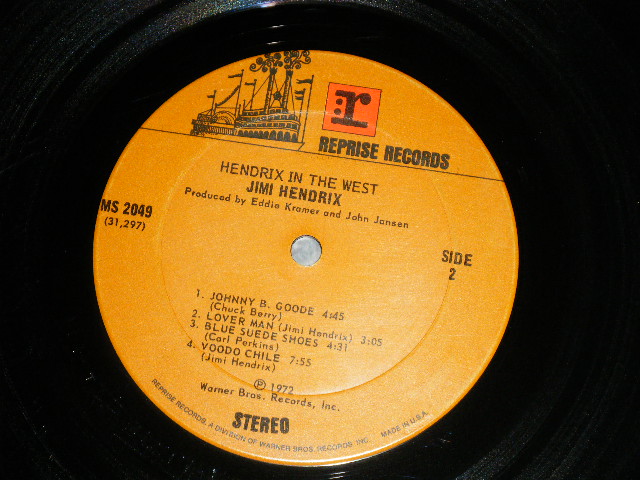 :r
REPRISE RECORDS
HENDRIX IN THE WEST
JIMI HENDRIX
Produced by Eddie Kramer and John Jansen
MS 2049
(31,297)
SIDE
2
1. JOHNNY B. GOODE 4:45
(Chuck Berry)
2. LOVER MAN (Jimi Hendrix) 3:05
3. BLUE SUEDE SHOES 4:31
(Carl Perkins)
4. VOODO CHILE 7:55
(Jimi Hendrix)
Ⓟ 1972
Warner Bros. Records, Inc.
STEREO
REPRISE RECORDS, A DIVISION OF WARNER BROS. RECORDS, INC. MADE IN U.S.A.